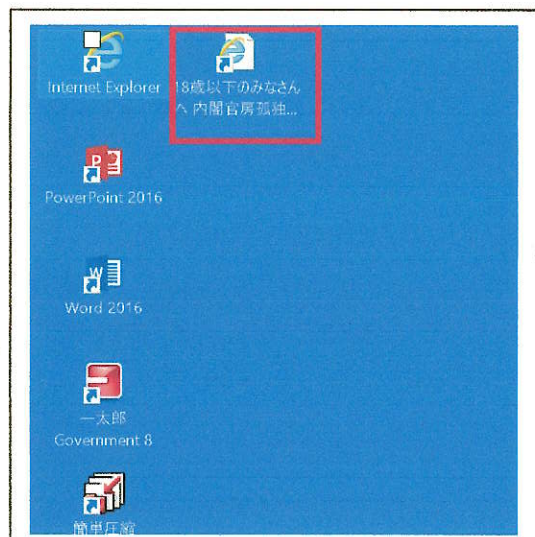 Internet Explorer
18歳以下のみなさん
へ 内閣官房孤独...
PowerPoint 2016
Word 2016
一太郎
Government 8
簡単圧縮